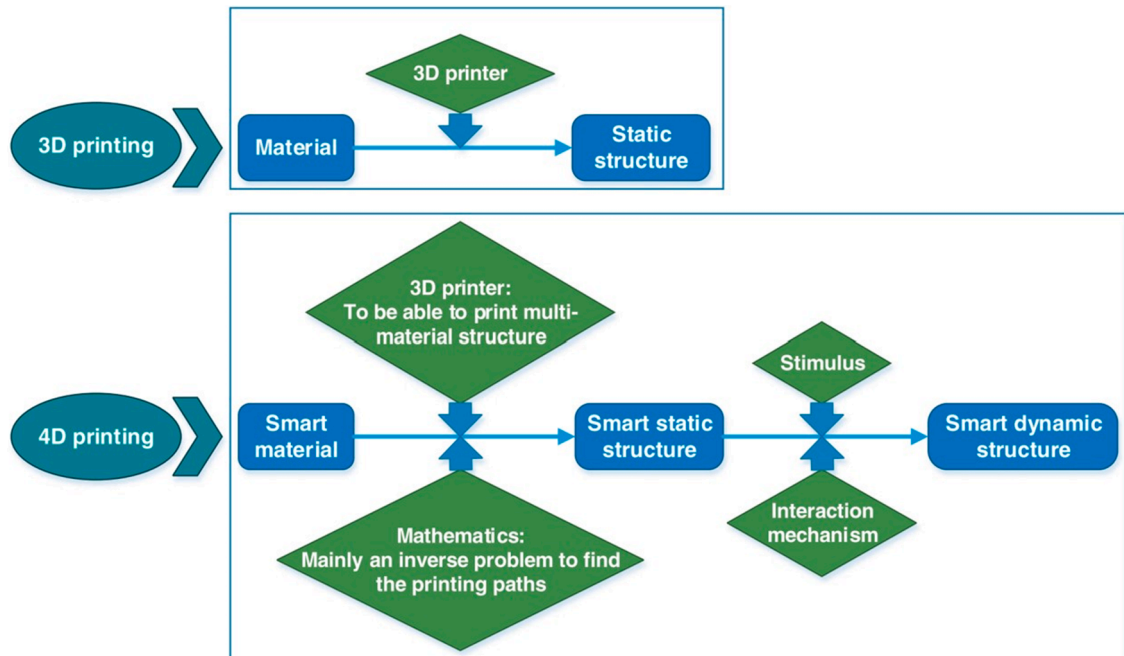 3D printing
3D printer
Material
Static
structure
4D printing
3D printer:
To be able to print multi-
material structure
Smart
material
Mathematics:
Mainly an inverse problem to find
the printing paths
Smart static
structure
Stimulus
Interaction
mechanism
Smart dynamic
structure